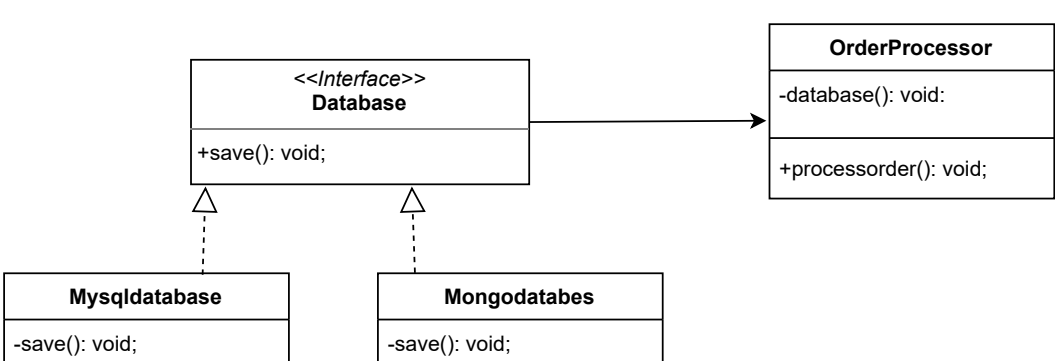 <<Interface>>
Database
+save(): void;
OrderProcessor
-database(): void:
+processorder(): void;
Mysqldatabase
-save(): void;
Mongodatabes
-save(): void;